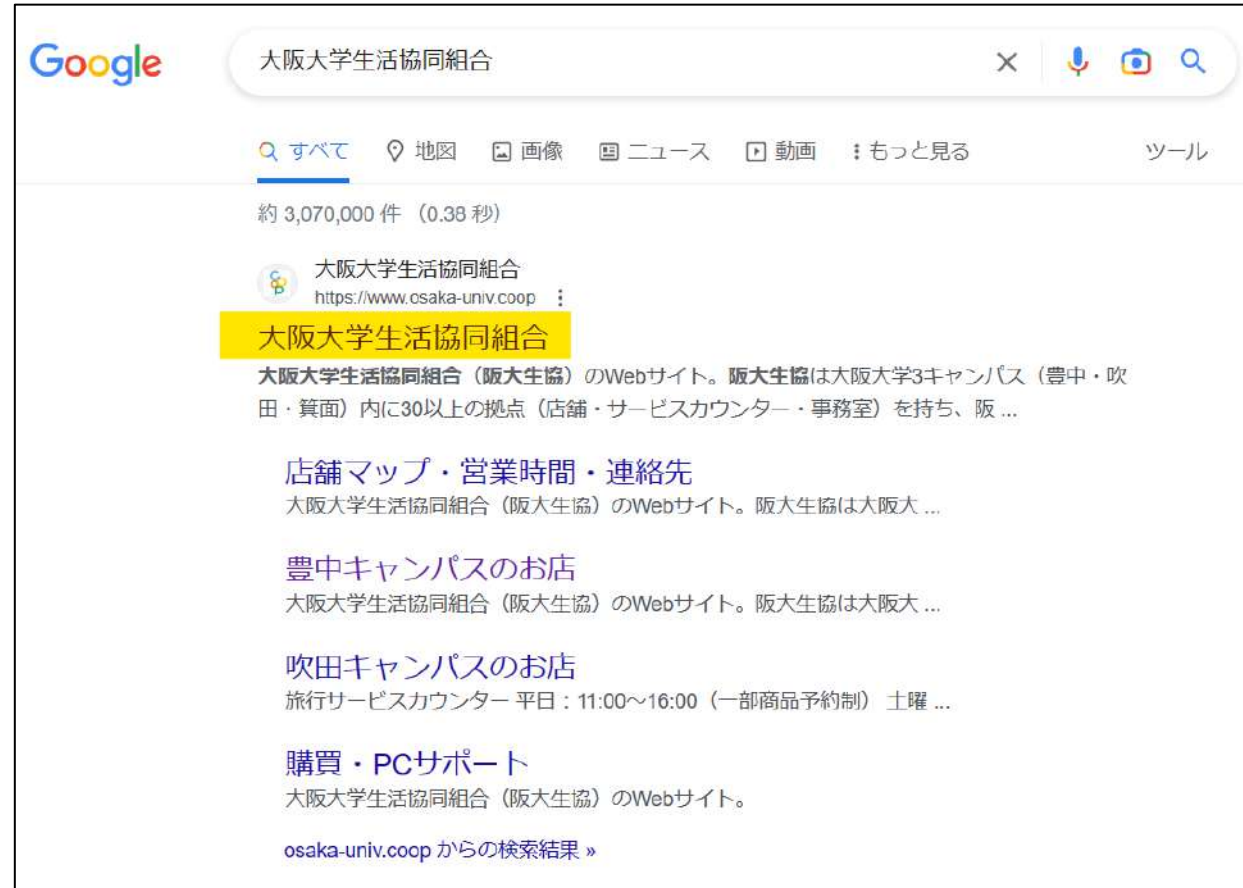 Google
大阪大学生活協同組合
すべて 地図 画像 ニュース 動画 もっと見る ツール
約 3,070,000 件 （0.38 秒）
大阪大学生活協同組合
https://www.osaka-univ.coop
大阪大学生活協同組合
大阪大学生活協同組合（阪大生協）のWebサイト。阪大生協は大阪大学3キャンパス（豊中・吹
田・箕面）内に30以上の拠点（店舗・サービスカウンター・事務室）を持ち、阪 ...
店舗マップ・営業時間・連絡先
大阪大学生活協同組合（阪大生協）のWebサイト。阪大生協は大阪大 ...
豊中キャンパスのお店
大阪大学生活協同組合（阪大生協）のWebサイト。阪大生協は大阪大 ...
吹田キャンパスのお店
旅行サービスカウンター 平日：11:00～16:00（一部商品予約制） 土曜 ...
購買・PCサポート
大阪大学生活協同組合（阪大生協）のWebサイト。
osaka-univ.coop からの検索結果 »